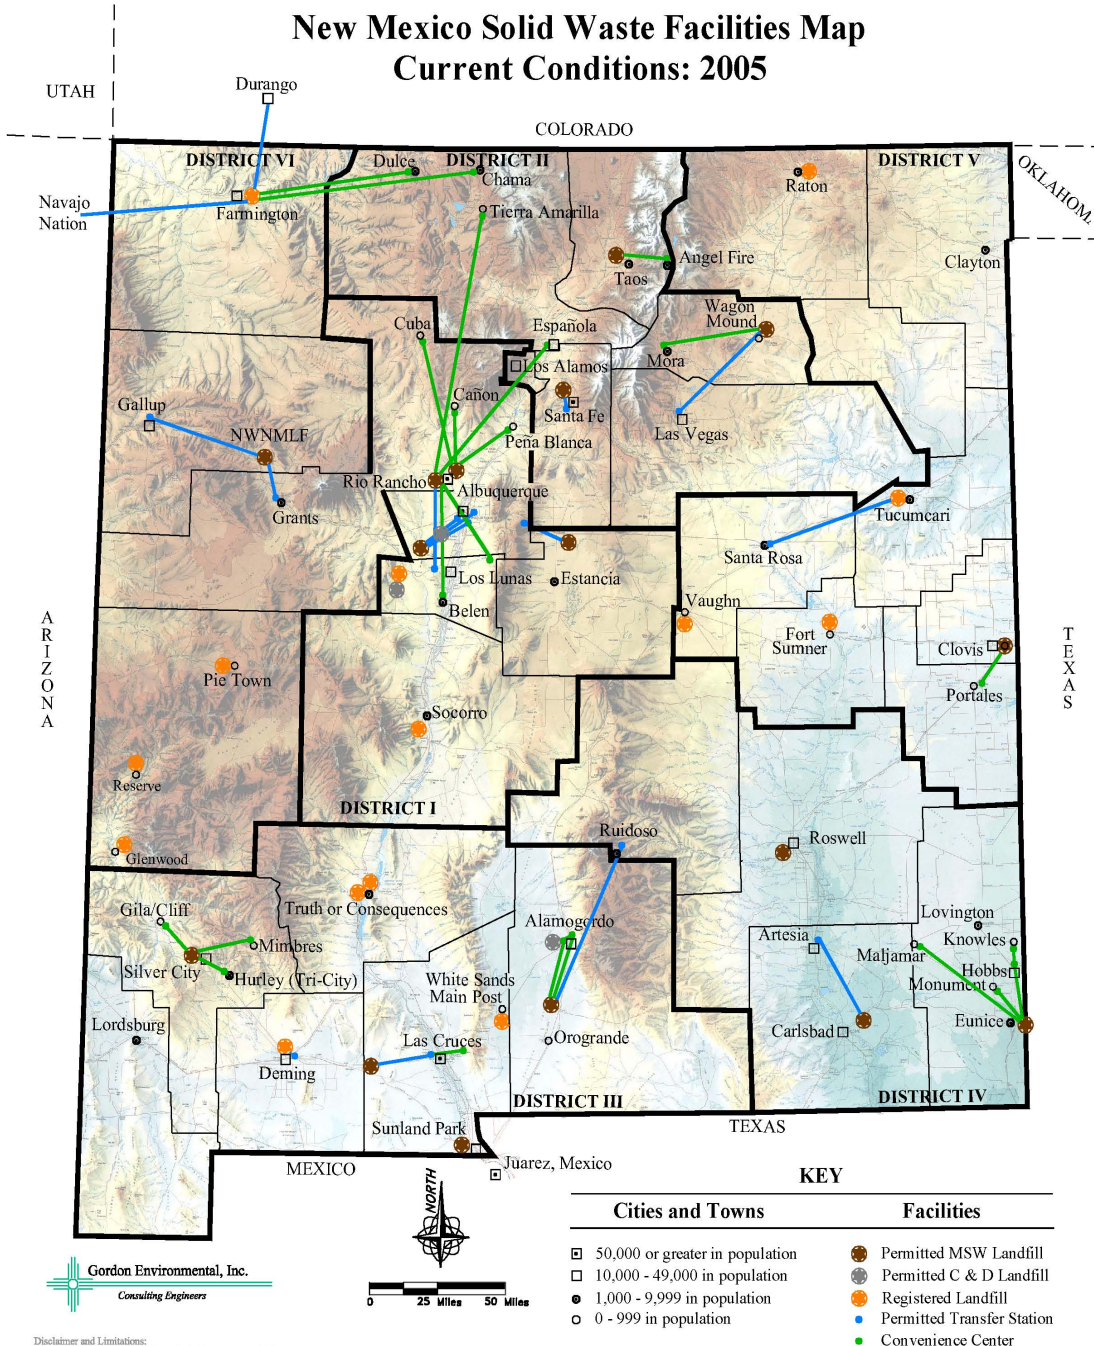 New Mexico Solid Waste Facilities Map
Current Conditions: 2005
Durango
UTAH
COLORADO
OKLAHOM
DISTRICT VI
Dulce
DISTRICT II
Chama
DISTRICT V
Raton
Navajo
Nation
Farmington
Tierra Amarilla
Angel Fire
Taos
Clayton
Wagon
Mound
Cuba
Española
Mora
Los Alamos
Cañon
Santa Fe
Gallup
Las Vegas
NWNMLF
Peña Blanca
Rio Rancho
Albuquerque
Grants
Tucumcari
Santa Rosa
Los Lunas
Estancia
Belen
Vaughn
Fort
Sumner
ARIZONA
TEXAS
Clovis
Pie Town
Portales
Socorro
Reserve
DISTRICT I
Ruidoso
Roswell
Glenwood
Gila/Cliff
Truth or Consequences
Alamogordo
Lovington
Artesia
Knowles
Mimbres
Maljamar
Silver City
Hurley (Tri-City)
White Sands
Main Post
Hobbs
Monument
Lordsburg
Las Cruces
Orogrande
Carlsbad
Eunice
Deming
DISTRICT III
DISTRICT IV
Sunland Park
TEXAS
MEXICO
Juarez, Mexico
NORTH
KEY
Cities and Towns
Facilities
50,000 or greater in population
Permitted MSW Landfill
10,000 - 49,000 in population
Permitted C & D Landfill
1,000 - 9,999 in population
Registered Landfill
0 - 999 in population
Permitted Transfer Station
Convenience Center
Gordon Environmental, Inc.
Consulting Engineers
0 25 Miles 50 Miles
Disclaimer and Limitations: